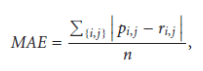 MAE = \frac{\sum_{\{i,j\}} | p_{i,j} - r_{i,j} |}{n},